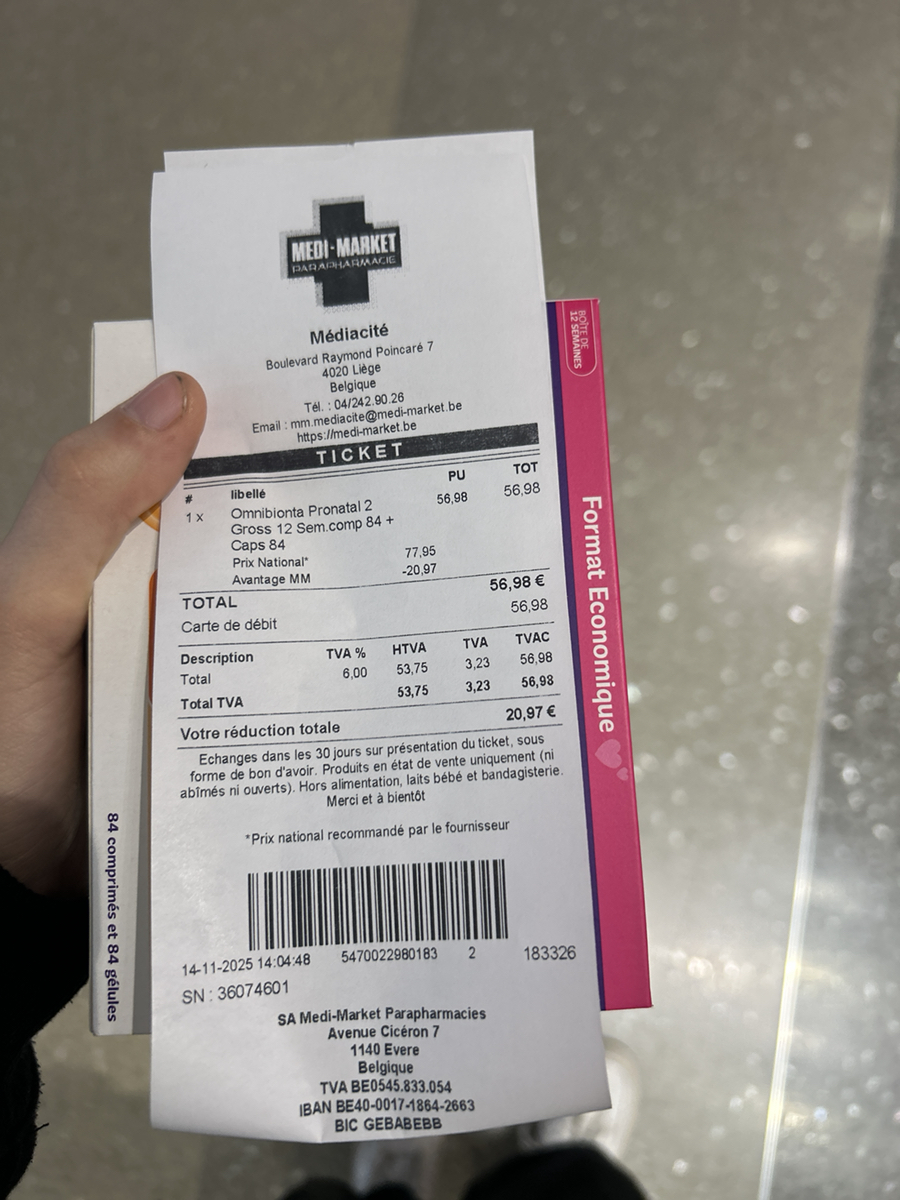 MEDI-MARKET
PARAPHARMACIE
Médiacité
Boulevard Raymond Poincaré 7
4020 Liège
Belgique
Tél. : 04/242.90.26
Email : mm.mediacite@medi-market.be
https://medi-market.be
TICKET
# libellé PU TOT
1 x Omnibionta Pronatal 2 56,98 56,98
Gross 12 Sem.comp 84 +
Caps 84
Prix National* 77,95
Avantage MM -20,97
TOTAL 56,98 €
Carte de débit 56,98
Description TVA % HTVA TVA TVAC
Total 6,00 53,75 3,23 56,98
Total TVA 53,75 3,23 56,98
Votre réduction totale 20,97 €
Echanges dans les 30 jours sur présentation du ticket, sous
forme de bon d'avoir. Produits en état de vente uniquement (ni
abîmés ni ouverts). Hors alimentation, laits bébé et bandagisterie.
Merci et à bientôt
*Prix national recommandé par le fournisseur
14-11-2025 14:04:48 5470022980183 2 183326
SN : 36074601
SA Medi-Market Parapharmacies
Avenue Cicéron 7
1140 Evere
Belgique
TVA BE0545.833.054
IBAN BE40-0017-1864-2663
BIC GEBABEBB
BOÎTE DE
12 SEMAINES
Format Economique
84 comprimés et 84 gélules